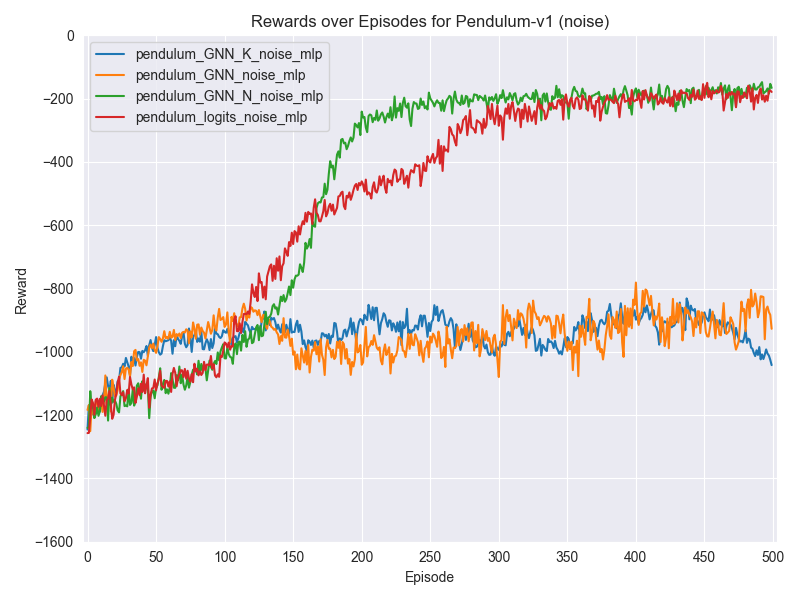 Rewards over Episodes for Pendulum-v1 (noise)
pendulum_GNN_K_noise_mlp
pendulum_GNN_noise_mlp
pendulum_GNN_N_noise_mlp
pendulum_logits_noise_mlp
Reward
0
−200
−400
−600
−800
−1000
−1200
−1400
−1600
0 50 100 150 200 250 300 350 400 450 500
Episode